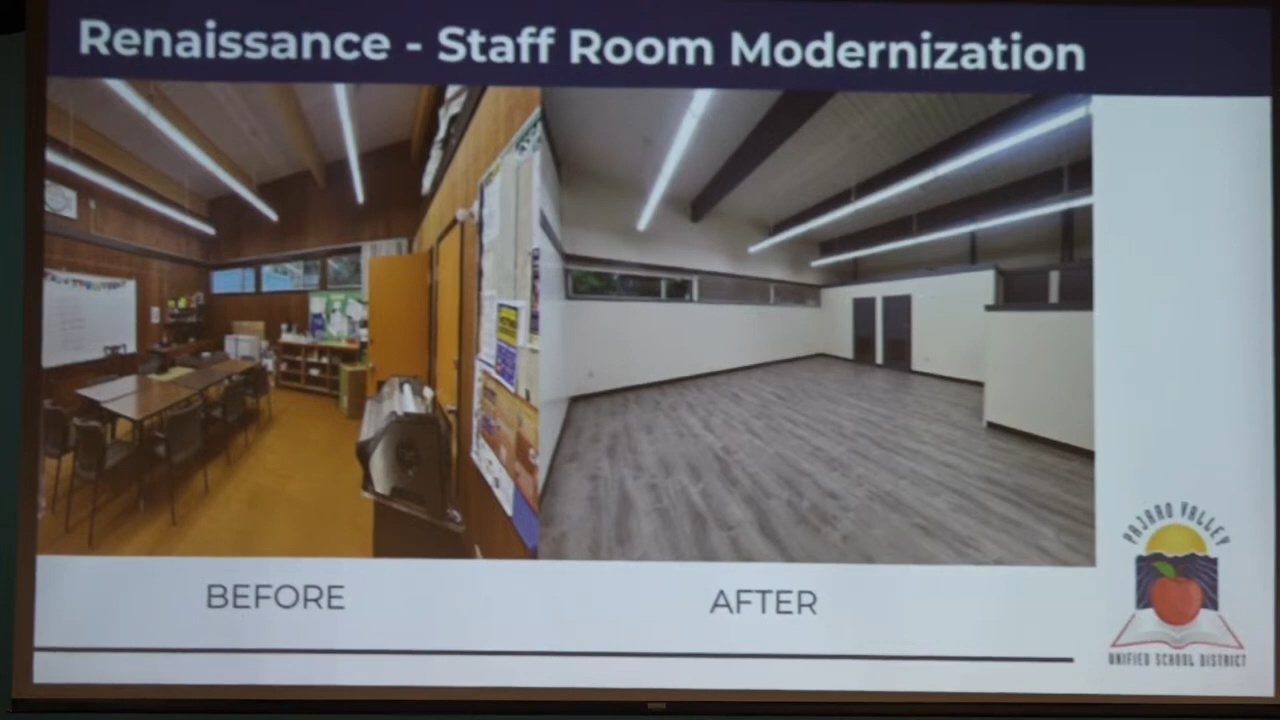 Renaissance - Staff Room Modernization
BEFORE
AFTER
PAJARO VALLEY
UNIFIED SCHOOL DISTRICT